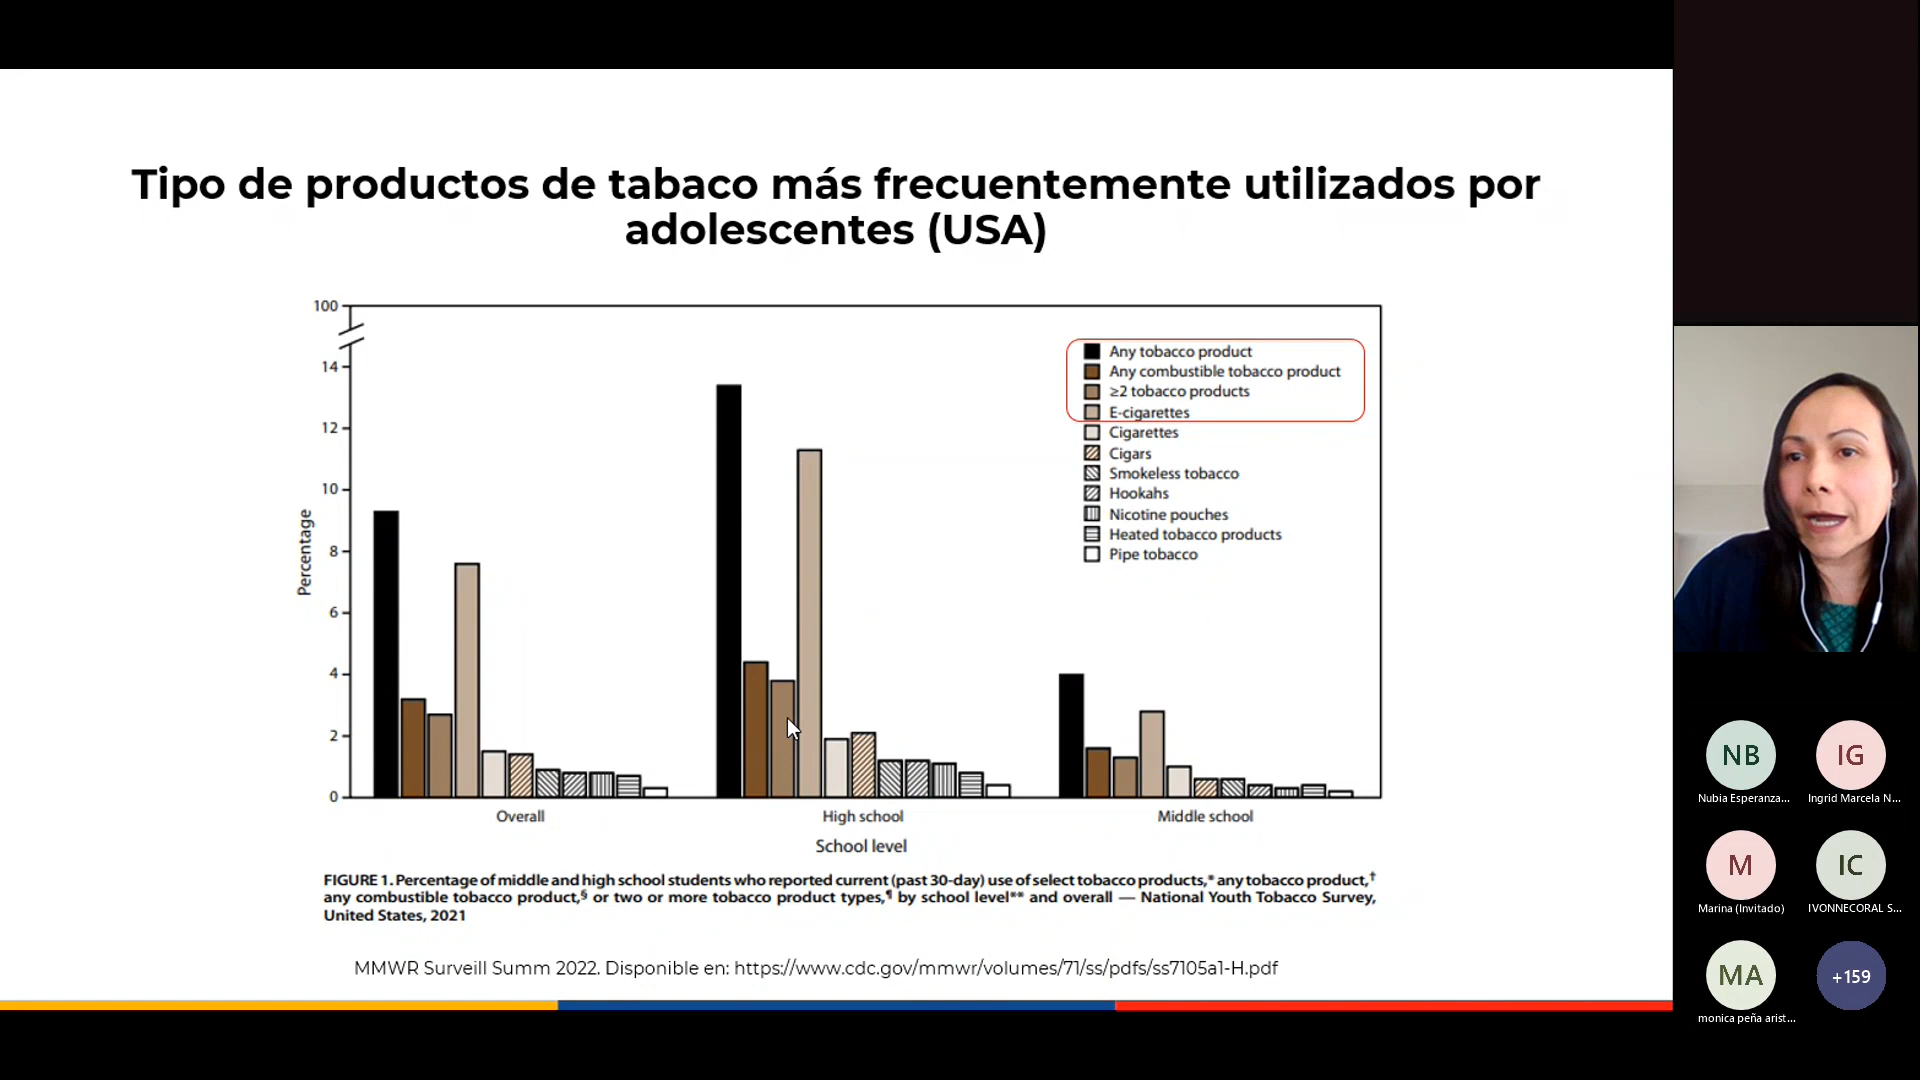 Tipo de productos de tabaco más frecuentemente utilizados por
adolescentes (USA)
100
14
12
10
8
6
4
2
0
Percentage
Any tobacco product
Any combustible tobacco product
≥2 tobacco products
E-cigarettes
Cigarettes
Cigars
Smokeless tobacco
Hookahs
Nicotine pouches
Heated tobacco products
Pipe tobacco
Overall
High school
Middle school
School level
FIGURE 1. Percentage of middle and high school students who reported current (past 30-day) use of select tobacco products,* any tobacco product,†
any combustible tobacco product,§ or two or more tobacco product types,¶ by school level** and overall — National Youth Tobacco Survey,
United States, 2021
MMWR Surveill Summ 2022. Disponible en: https://www.cdc.gov/mmwr/volumes/71/ss/pdfs/ss7105a1-H.pdf
NB
Nubia Esperanza...
IG
Ingrid Marcela N...
M
Marina (Invitado)
IC
IVONNECORAL S...
MA
monica peña arist...
+159